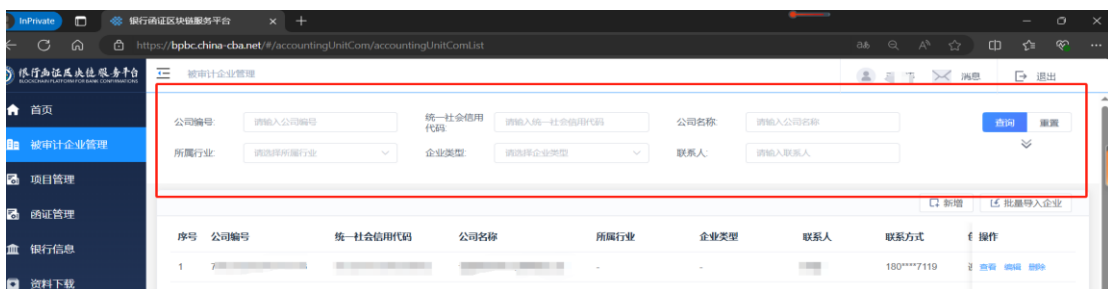 InPrivate 银行函证区块链服务平台
https://bpbc.china-cba.net/#/accountingUnitCom/accountingUnitComList
银行函证区块链服务平台 被审计企业管理 消息 退出
BLOCKCHAIN PLATFORM FOR BANK CONFIRMATIONS
首页
被审计企业管理
项目管理
函证管理
银行信息
资料下载
公司编号: 请输入公司编号 统一社会信用代码 请输入统一社会信用代码 公司名称: 请输入公司名称 查询 重置
所属行业: 请选择所属行业 企业类型: 请选择企业类型 联系人: 请输入联系人
新增 批量导入企业
序号 公司编号 统一社会信用代码 公司名称 所属行业 企业类型 联系人 联系方式 操作
1 7 - - 180****7119 查看 编辑 删除